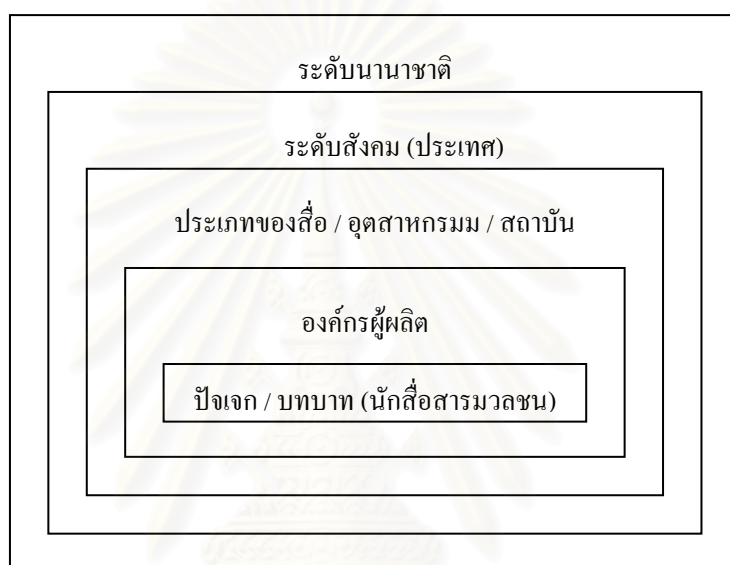 ระดับนานาชาติ
ระดับสังคม (ประเทศ)
ประเภทของสื่อ / อุตสาหกรมม / สถาบัน
องค์กรผู้ผลิต
ปัจเจก / บทบาท (นักสื่อสารมวลชน)